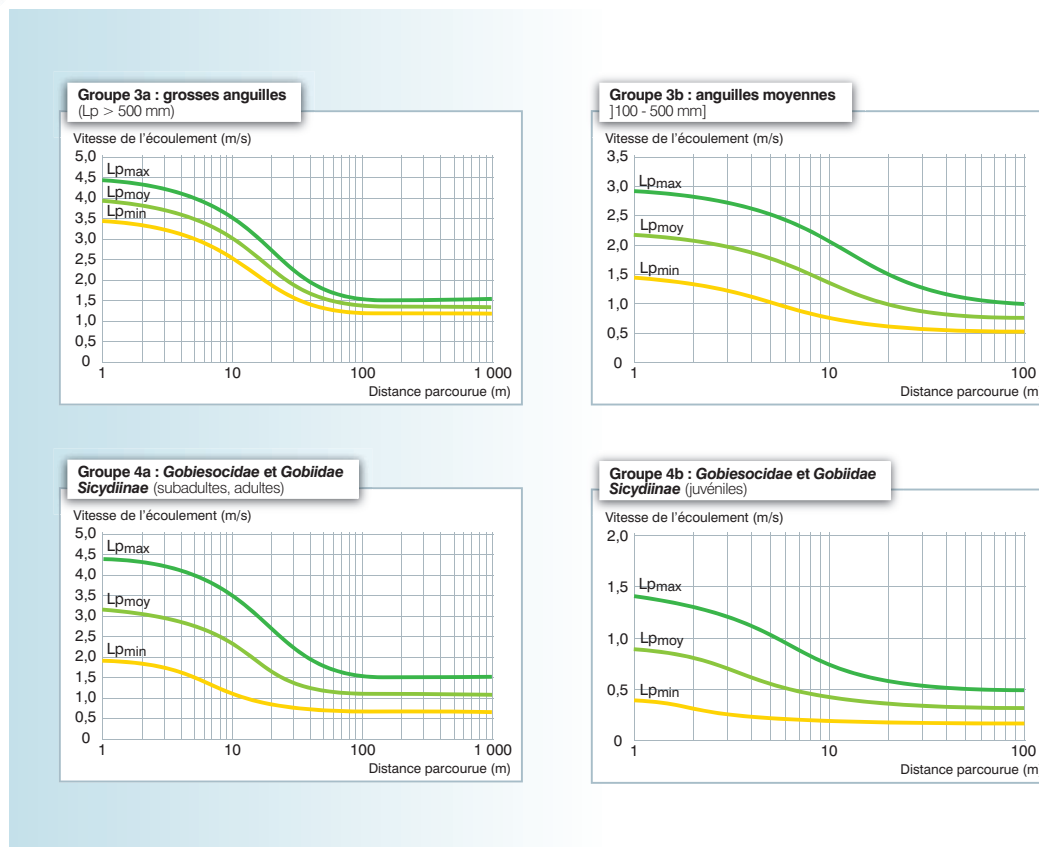 Groupe 3a : grosses anguilles
(Lp > 500 mm)
Vitesse de l'écoulement (m/s)
5,0
4,5
4,0
3,5
3,0
2,5
2,0
1,5
1,0
0,5
0
Lpmax
Lpmoy
Lpmin
1 10 100 1 000
Distance parcourue (m)
Groupe 3b : anguilles moyennes
]100 - 500 mm]
Vitesse de l'écoulement (m/s)
3,5
3,0
2,5
2,0
1,5
1,0
0,5
0
Lpmax
Lpmoy
Lpmin
1 10 100
Distance parcourue (m
Groupe 4a : Gobiesocidae et Gobiidae
Sicydiinae (subadultes, adultes)
Vitesse de l'écoulement (m/s)
5,0
4,5
4,0
3,5
3,0
2,5
2,0
1,5
1,0
0,5
0
Lpmax
Lpmoy
Lpmin
1 10 100 1 000
Distance parcourue (m)
Groupe 4b : Gobiesocidae et Gobiidae
Sicydiinae (juvéniles)
Vitesse de l'écoulement (m/s)
2,0
1,5
1,0
0,5
0
Lpmax
Lpmoy
Lpmin
1 10 100
Distance parcourue (m